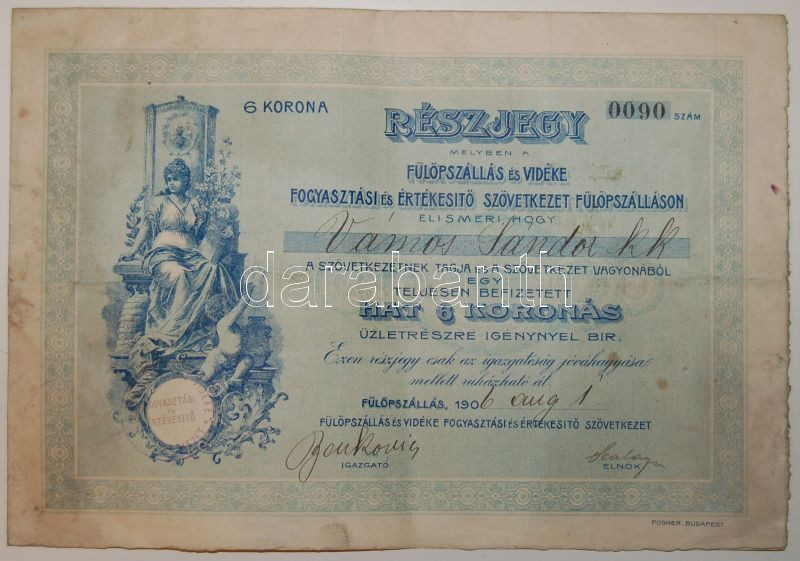 6 KORONA
RÉSZJEGY
0090 SZÁM
MELYBEN A
FÜLÖPSZÁLLÁS ÉS VIDÉKE
FOGYASZTÁSI ÉS ÉRTÉKESITŐ SZÖVETKEZET FÜLÖPSZÁLLÁSON
ELISMERI HOGY
Vámos Sándor kk
A SZÖVETKEZETNEK TAGJA ÉS A SZÖVETKEZET VAGYONÁBÓL
EGY
TELJESEN BEFIZETETT
HAT 6 KORONÁS
ÜZLETRÉSZRE IGÉNYNYEL BIR.
Ezen részjegy csak az igazgatóság jóváhagyása
mellett ruházható át.
FÜLÖPSZÁLLÁS, 1906 aug 1
FÜLÖPSZÁLLÁS ÉS VIDÉKE FOGYASZTÁSI ÉS ÉRTÉKESITŐ SZÖVETKEZET
IGAZGATÓ
ELNÖK
POSNER, BUDAPEST